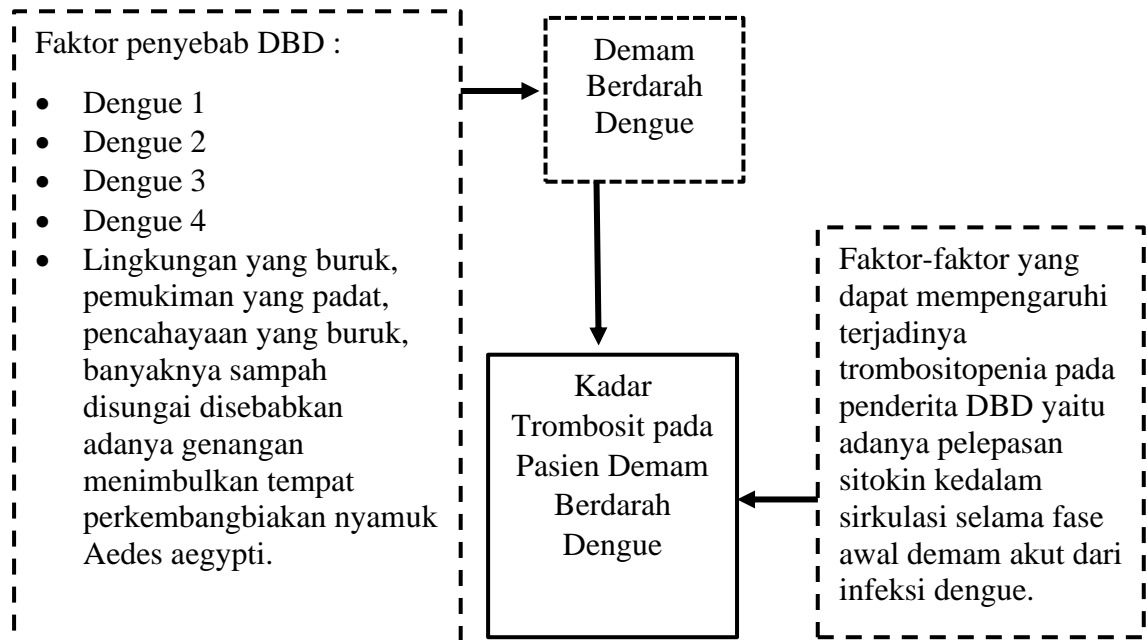 Faktor penyebab DBD :
• Dengue 1
• Dengue 2
• Dengue 3
• Dengue 4
• Lingkungan yang buruk,
pemukiman yang padat,
pencahayaan yang buruk,
banyaknya sampah
disungai disebabkan
adanya genangan
menimbulkan tempat
perkembangbiakan nyamuk
Aedes aegypti.
Demam
Berdarah
Dengue
Kadar
Trombosit pada
Pasien Demam
Berdarah
Dengue
Faktor-faktor yang
dapat mempengaruhi
terjadinya
trombositopenia pada
penderita DBD yaitu
adanya pelepasan
sitokin kedalam
sirkulasi selama fase
awal demam akut dari
infeksi dengue.